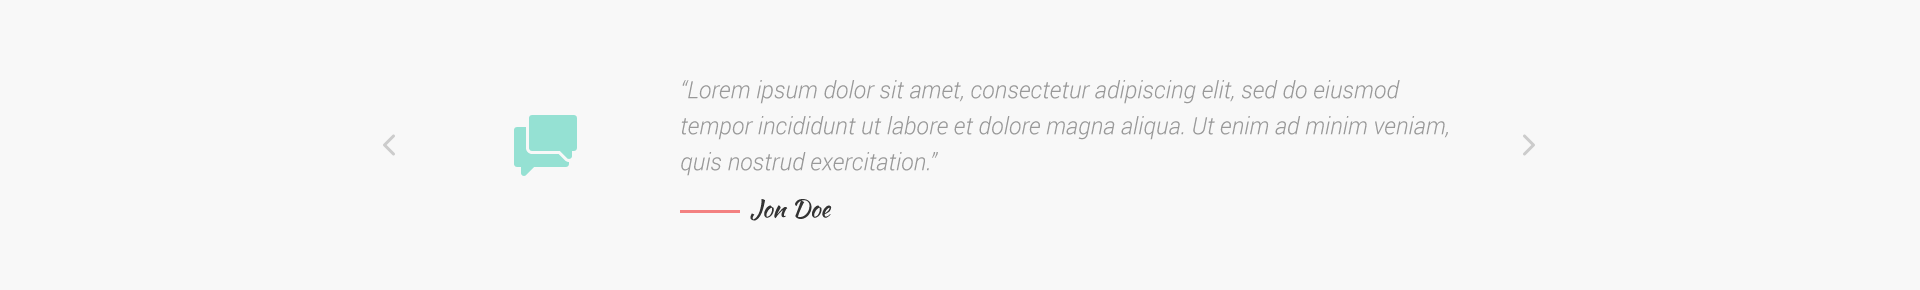 “Lorem ipsum dolor sit amet, consectetur adipiscing elit, sed do eiusmod
tempor incididunt ut labore et dolore magna aliqua. Ut enim ad minim veniam,
quis nostrud exercitation.”
Jon Doe